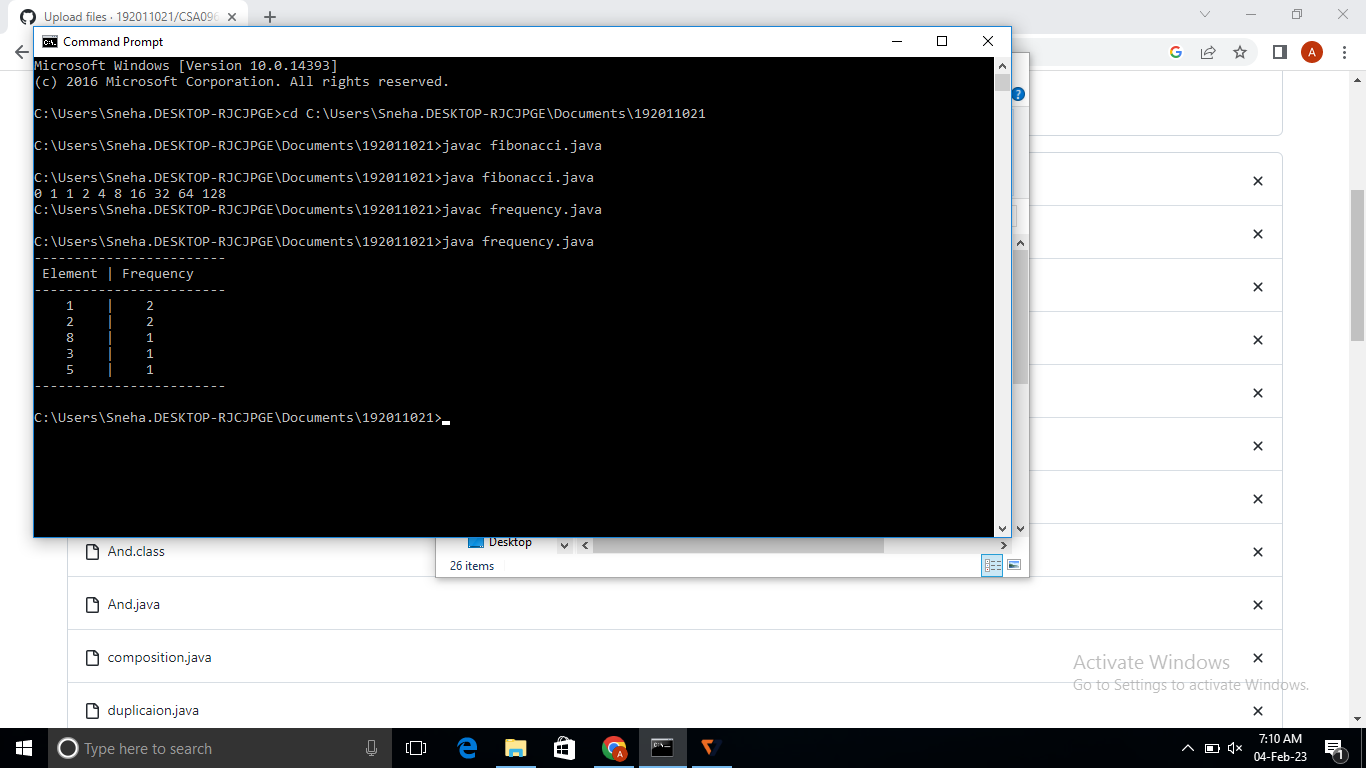 Upload files · 192011021/CSA096
Command Prompt
A
Microsoft Windows [Version 10.0.14393]
(c) 2016 Microsoft Corporation. All rights reserved.
?
C:\Users\Sneha.DESKTOP-RJCJPGE>cd C:\Users\Sneha.DESKTOP-RJCJPGE\Documents\192011021
C:\Users\Sneha.DESKTOP-RJCJPGE\Documents\192011021>javac fibonacci.java
C:\Users\Sneha.DESKTOP-RJCJPGE\Documents\192011021>java fibonacci.java
0 1 1 2 4 8 16 32 64 128
C:\Users\Sneha.DESKTOP-RJCJPGE\Documents\192011021>javac frequency.java
C:\Users\Sneha.DESKTOP-RJCJPGE\Documents\192011021>java frequency.java
------------------------
Element | Frequency
------------------------
1 | 2
2 | 2
8 | 1
3 | 1
5 | 1
------------------------
C:\Users\Sneha.DESKTOP-RJCJPGE\Documents\192011021>
Desktop
26 items
And.class
And.java
composition.java
duplicaion.java
Activate Windows
Go to Settings to activate Windows.
Type here to search
7:10 AM
04-Feb-23
1